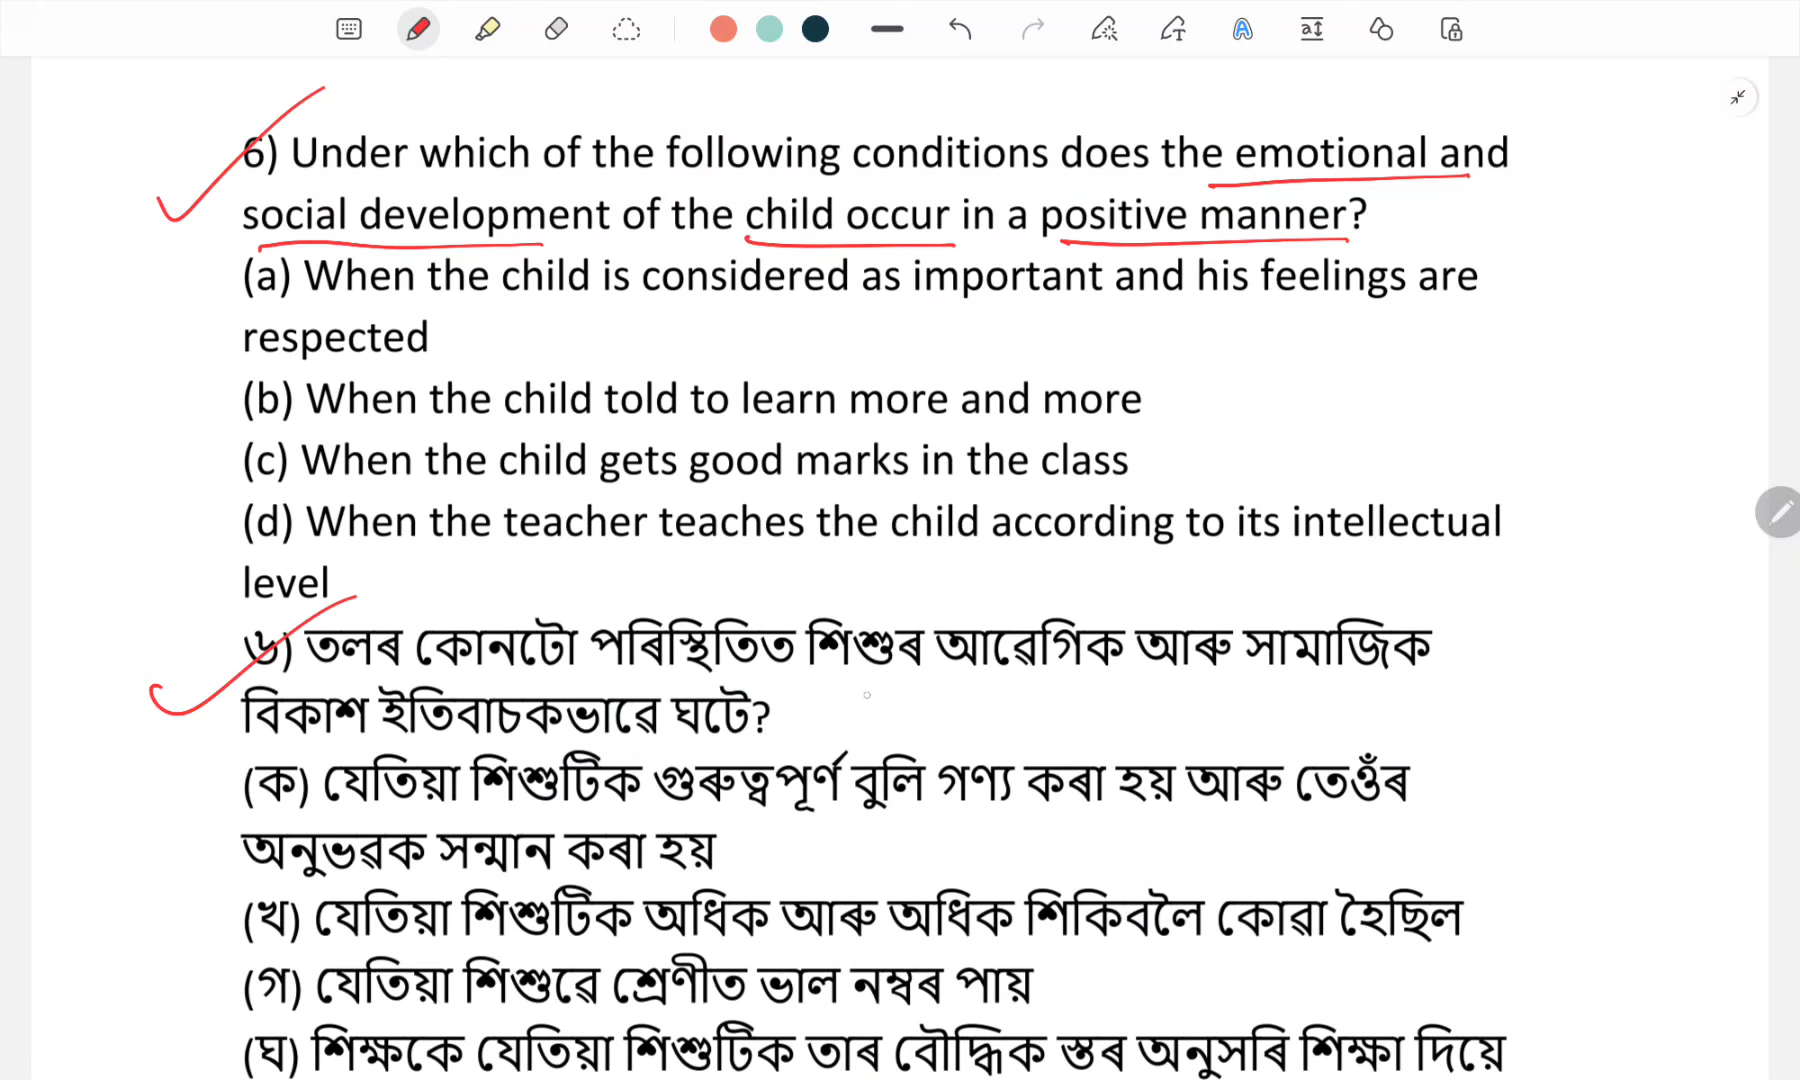 6) Under which of the following conditions does the emotional and
social development of the child occur in a positive manner?
(a) When the child is considered as important and his feelings are
respected
(b) When the child told to learn more and more
(c) When the child gets good marks in the class
(d) When the teacher teaches the child according to its intellectual
level
৬) তলৰ কোনটো পৰিস্থিতিত শিশুৰ আৱেগিক আৰু সামাজিক
বিকাশ ইতিবাচকভাৱে ঘটে?
(ক) যেতিয়া শিশুটিক গুৰুত্বপূৰ্ণ বুলি গণ্য কৰা হয় আৰু তেওঁৰ
অনুভৱক সন্মান কৰা হয়
(খ) যেতিয়া শিশুটিক অধিক আৰু অধিক শিকিবলৈ কোৱা হৈছিল
(গ) যেতিয়া শিশুৱে শ্ৰেণীত ভাল নম্বৰ পায়
(ঘ) শিক্ষকে যেতিয়া শিশুটিক তাৰ বৌদ্ধিক স্তৰ অনুসৰি শিক্ষা দিয়ে